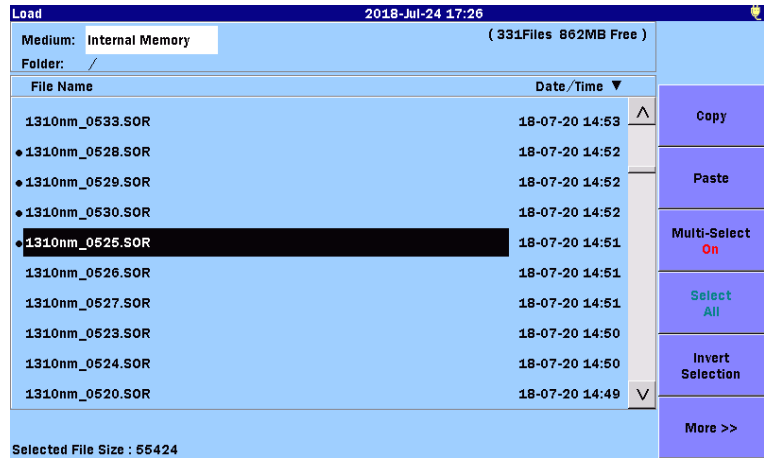 Load 2018-Jul-24 17:26
Medium: Internal Memory (331Files 862MB Free )
Folder: /
File Name Date/Time ▼
1310nm_0533.SOR 18-07-20 14:53
●1310nm_0528.SOR 18-07-20 14:52
●1310nm_0529.SOR 18-07-20 14:52
●1310nm_0530.SOR 18-07-20 14:52
●1310nm_0525.SOR 18-07-20 14:51
1310nm_0526.SOR 18-07-20 14:51
1310nm_0527.SOR 18-07-20 14:51
1310nm_0523.SOR 18-07-20 14:50
1310nm_0524.SOR 18-07-20 14:50
1310nm_0520.SOR 18-07-20 14:49
Selected File Size : 55424
Copy
Paste
Multi-Select
On
Select
All
Invert
Selection
More >>